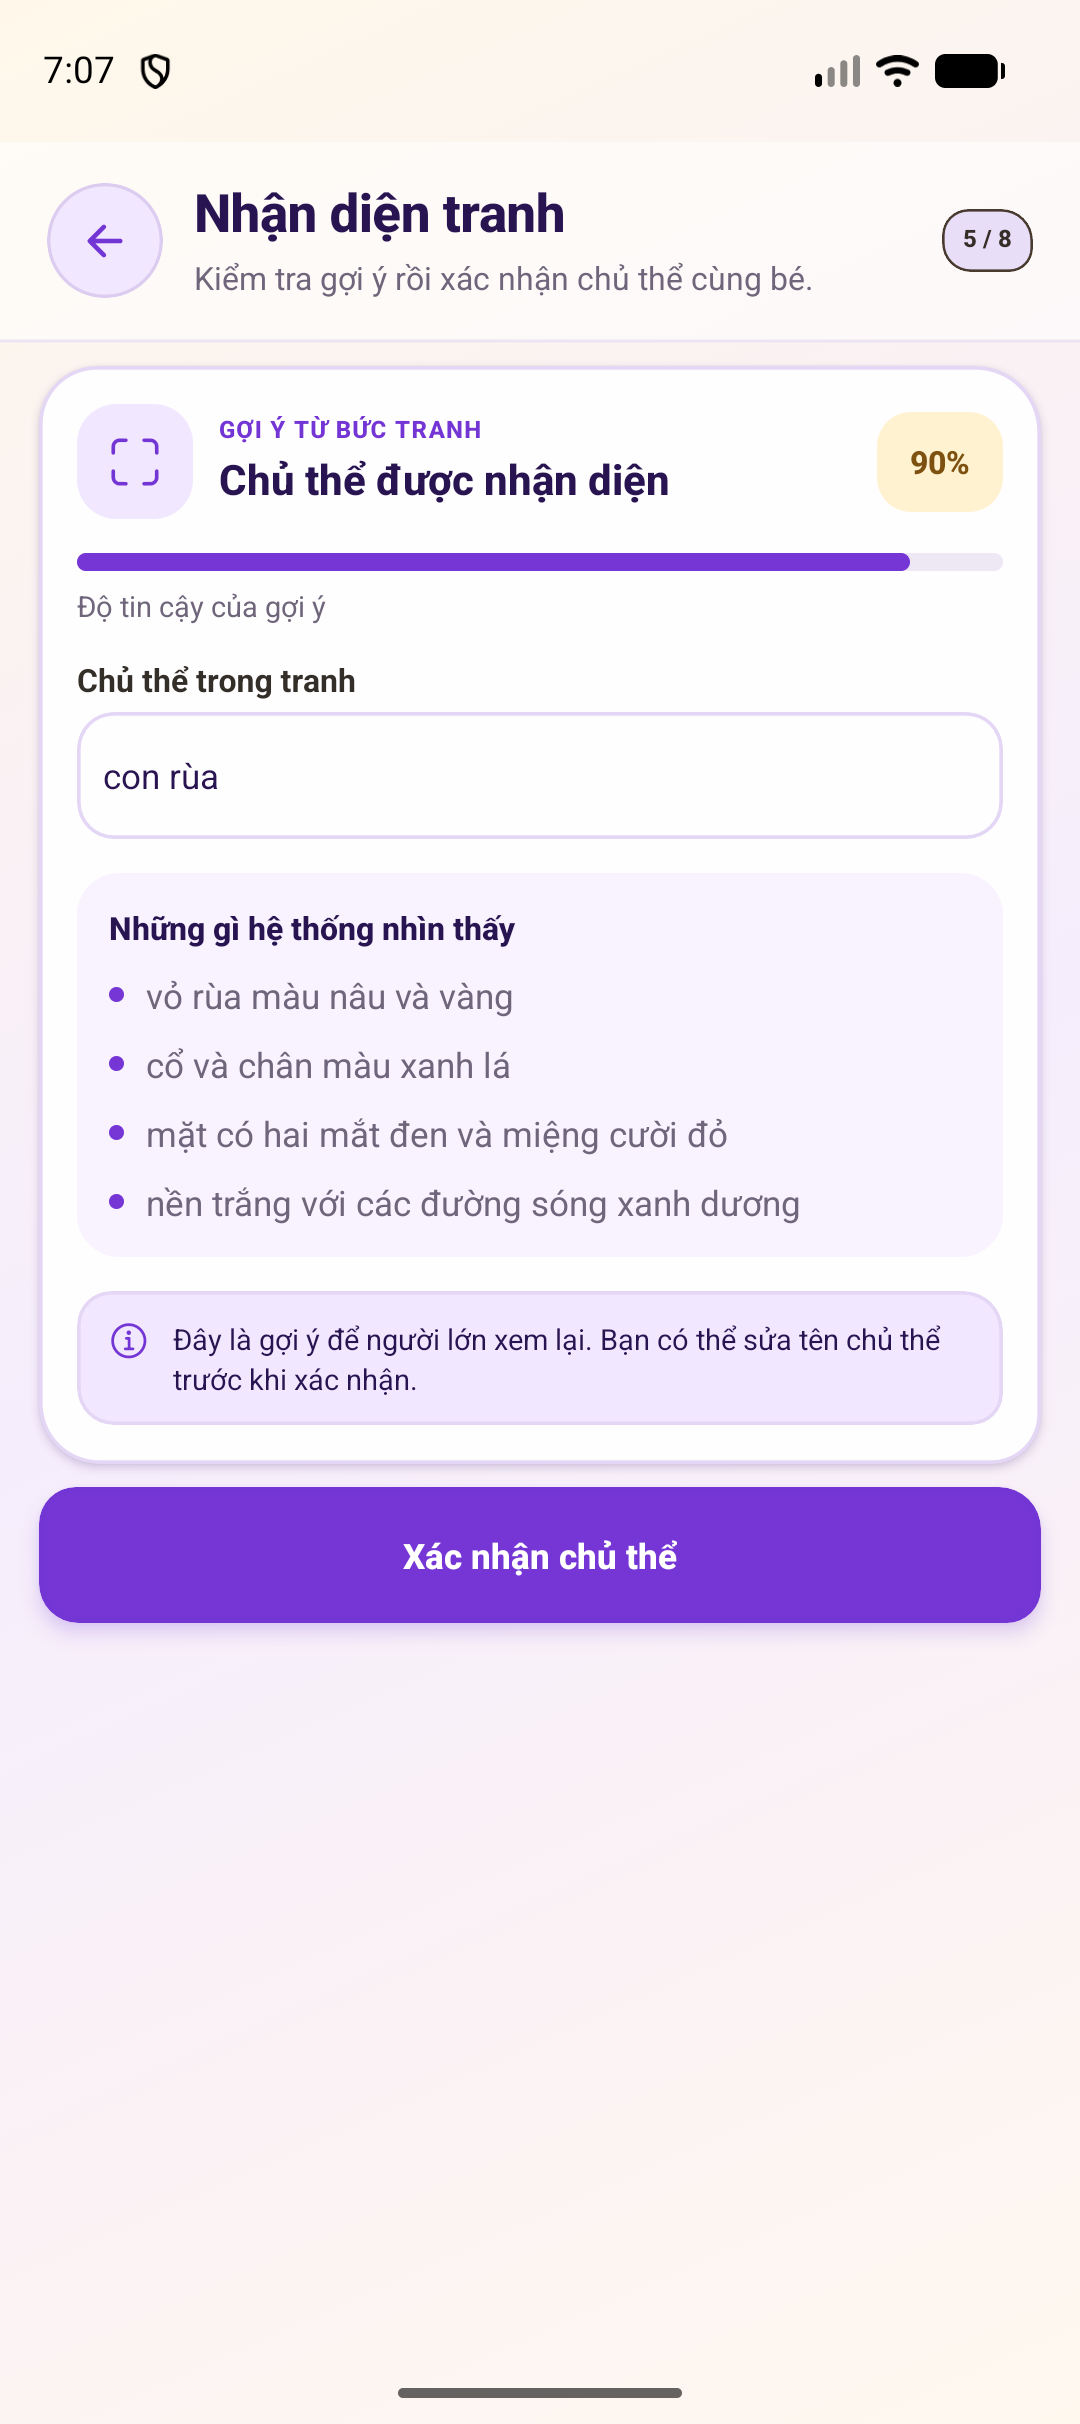 7:07
Nhận diện tranh
Kiểm tra gợi ý rồi xác nhận chủ thể cùng bé.
5 / 8
GỢI Ý TỪ BỨC TRANH
Chủ thể được nhận diện
90%
Độ tin cậy của gợi ý
Chủ thể trong tranh
con rùa
Những gì hệ thống nhìn thấy
vỏ rùa màu nâu và vàng
cổ và chân màu xanh lá
mặt có hai mắt đen và miệng cười đỏ
nền trắng với các đường sóng xanh dương
Đây là gợi ý để người lớn xem lại. Bạn có thể sửa tên chủ thể
trước khi xác nhận.
Xác nhận chủ thể